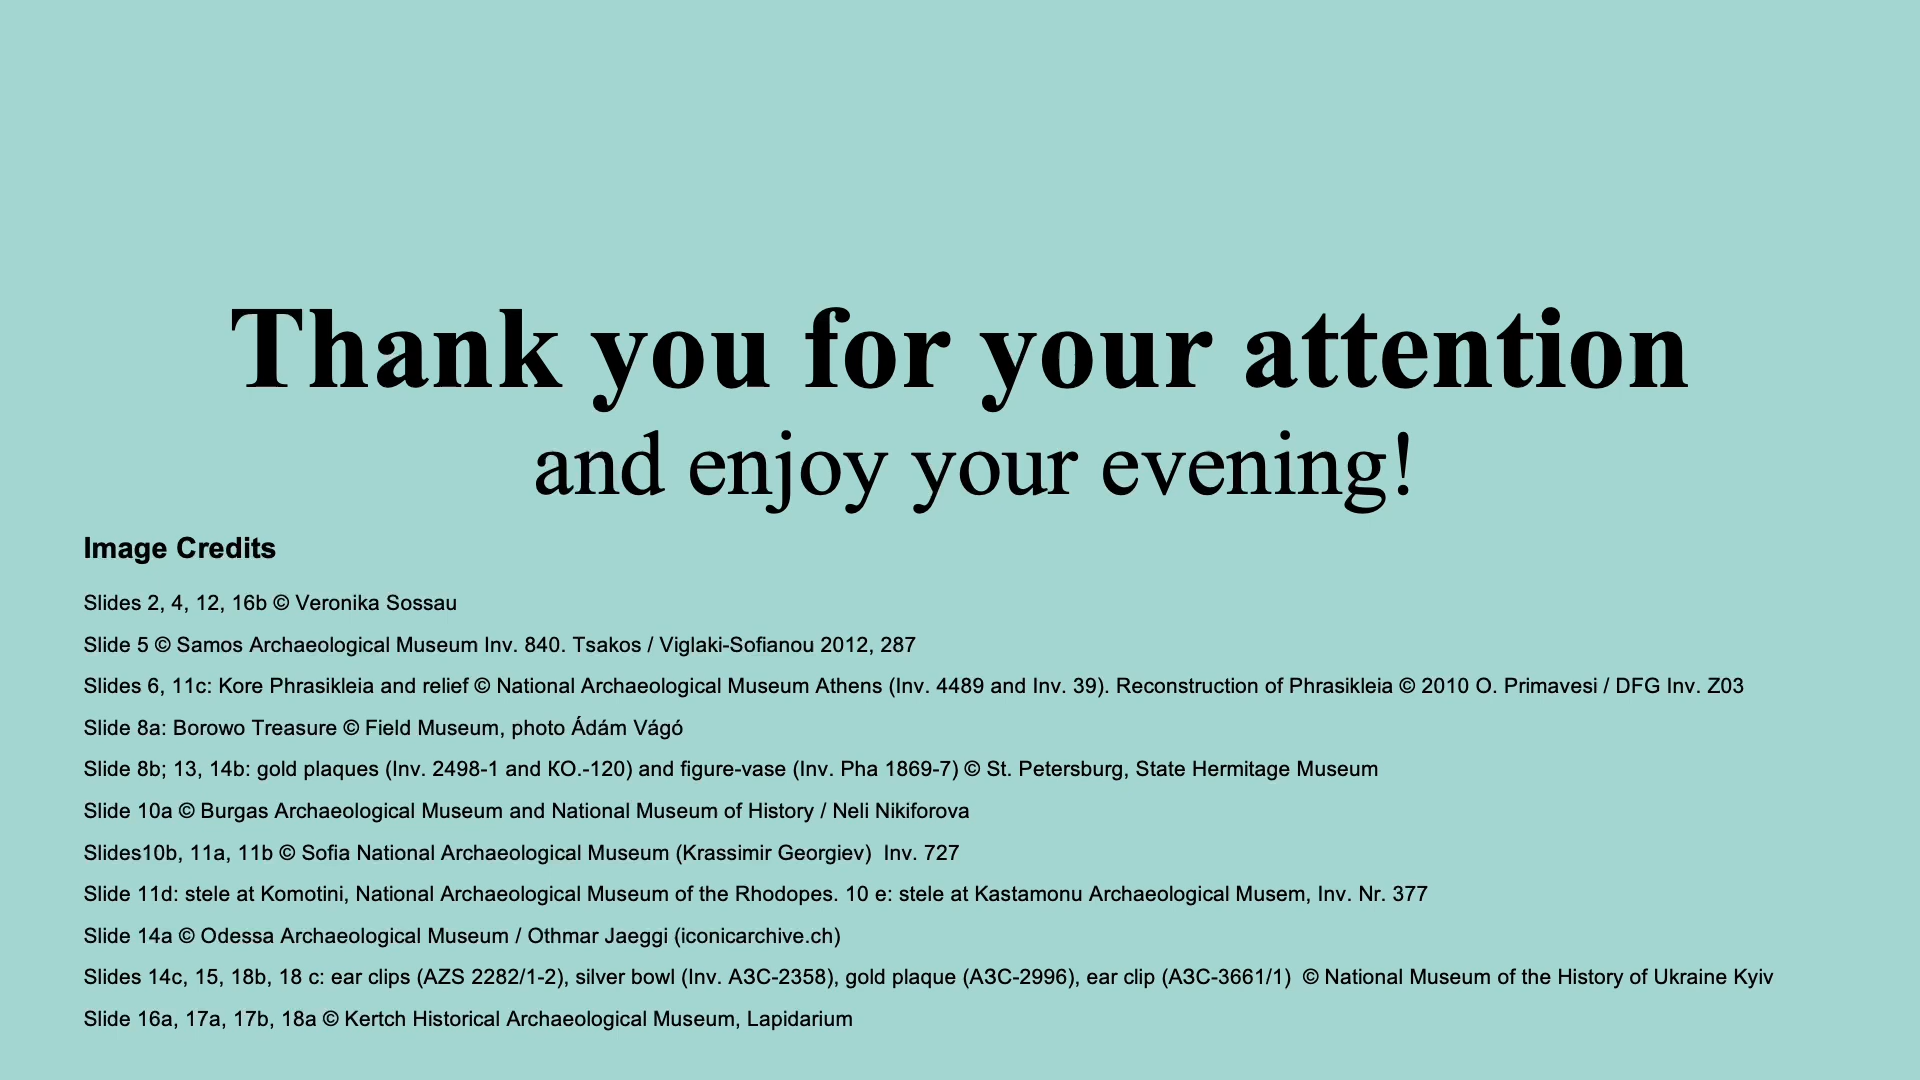 Thank you for your attention
and enjoy your evening!
Image Credits
Slides 2, 4, 12, 16b © Veronika Sossau
Slide 5 © Samos Archaeological Museum Inv. 840. Tsakos / Viglaki-Sofianou 2012, 287
Slides 6, 11c: Kore Phrasikleia and relief © National Archaeological Museum Athens (Inv. 4489 and Inv. 39). Reconstruction of Phrasikleia © 2010 O. Primavesi / DFG Inv. Z03
Slide 8a: Borowo Treasure © Field Museum, photo Ádám Vágó
Slide 8b; 13, 14b: gold plaques (Inv. 2498-1 and КО.-120) and figure-vase (Inv. Pha 1869-7) © St. Petersburg, State Hermitage Museum
Slide 10a © Burgas Archaeological Museum and National Museum of History / Neli Nikiforova
Slides10b, 11a, 11b © Sofia National Archaeological Museum (Krassimir Georgiev)  Inv. 727
Slide 11d: stele at Komotini, National Archaeological Museum of the Rhodopes. 10 e: stele at Kastamonu Archaeological Musem, Inv. Nr. 377
Slide 14a © Odessa Archaeological Museum / Othmar Jaeggi (iconicarchive.ch)
Slides 14c, 15, 18b, 18 c: ear clips (AZS 2282/1-2), silver bowl (Inv. АЗС-2358), gold plaque (АЗС-2996), ear clip (АЗС-3661/1)  © National Museum of the History of Ukraine Kyiv
Slide 16a, 17a, 17b, 18a © Kertch Historical Archaeological Museum, Lapidarium